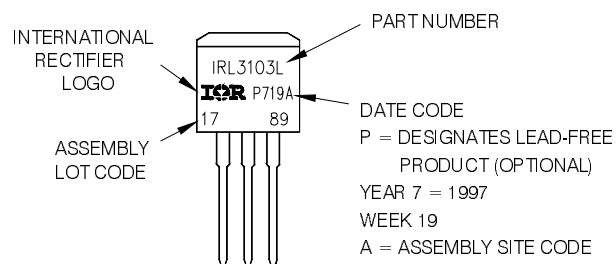 PART NUMBER
INTERNATIONAL
RECTIFIER
LOGO
IRL3103L
IOR P719A
17 89
ASSEMBLY
LOT CODE
DATE CODE
P = DESIGNATES LEAD-FREE
PRODUCT (OPTIONAL)
YEAR 7 = 1997
WEEK 19
A = ASSEMBLY SITE CODE